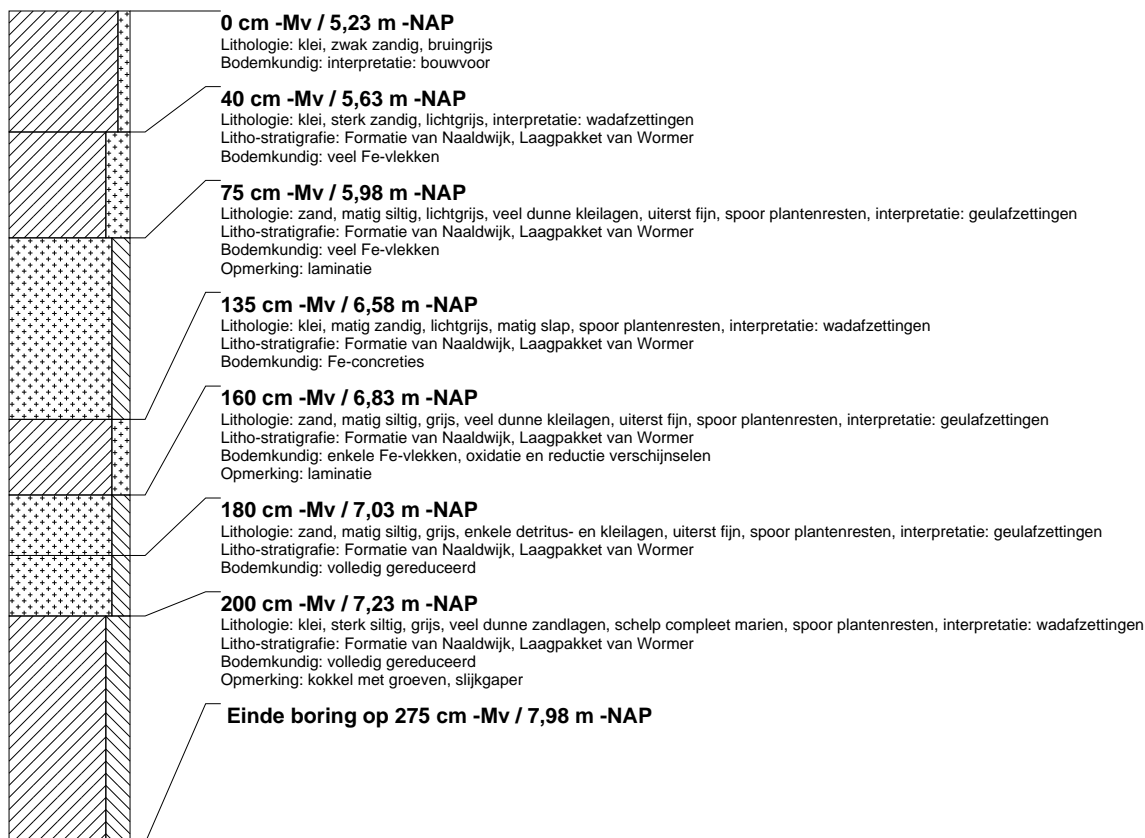 0 cm -Mv / 5,23 m -NAP
Lithologie: klei, zwak zandig, bruingrijs
Bodemkundig: interpretatie: bouwvoor
40 cm -Mv / 5,63 m -NAP
Lithologie: klei, sterk zandig, lichtgrijs, interpretatie: wadafzettingen
Litho-stratigrafie: Formatie van Naaldwijk, Laagpakket van Wormer
Bodemkundig: veel Fe-vlekken
75 cm -Mv / 5,98 m -NAP
Lithologie: zand, matig siltig, lichtgrijs, veel dunne kleilagen, uiterst fijn, spoor plantenresten, interpretatie: geulafzettingen
Litho-stratigrafie: Formatie van Naaldwijk, Laagpakket van Wormer
Bodemkundig: veel Fe-vlekken
Opmerking: laminatie
135 cm -Mv / 6,58 m -NAP
Lithologie: klei, matig zandig, lichtgrijs, matig slap, spoor plantenresten, interpretatie: wadafzettingen
Litho-stratigrafie: Formatie van Naaldwijk, Laagpakket van Wormer
Bodemkundig: Fe-concreties
160 cm -Mv / 6,83 m -NAP
Lithologie: zand, matig siltig, grijs, veel dunne kleilagen, uiterst fijn, spoor plantenresten, interpretatie: geulafzettingen
Litho-stratigrafie: Formatie van Naaldwijk, Laagpakket van Wormer
Bodemkundig: enkele Fe-vlekken, oxidatie en reductie verschijnselen
Opmerking: laminatie
180 cm -Mv / 7,03 m -NAP
Lithologie: zand, matig siltig, grijs, enkele detritus- en kleilagen, uiterst fijn, spoor plantenresten, interpretatie: geulafzettingen
Litho-stratigrafie: Formatie van Naaldwijk, Laagpakket van Wormer
Bodemkundig: volledig gereduceerd
200 cm -Mv / 7,23 m -NAP
Lithologie: klei, sterk siltig, grijs, veel dunne zandlagen, schelp compleet marien, spoor plantenresten, interpretatie: wadafzettingen
Litho-stratigrafie: Formatie van Naaldwijk, Laagpakket van Wormer
Bodemkundig: volledig gereduceerd
Opmerking: kokkel met groeven, slijkgaper
Einde boring op 275 cm -Mv / 7,98 m -NAP